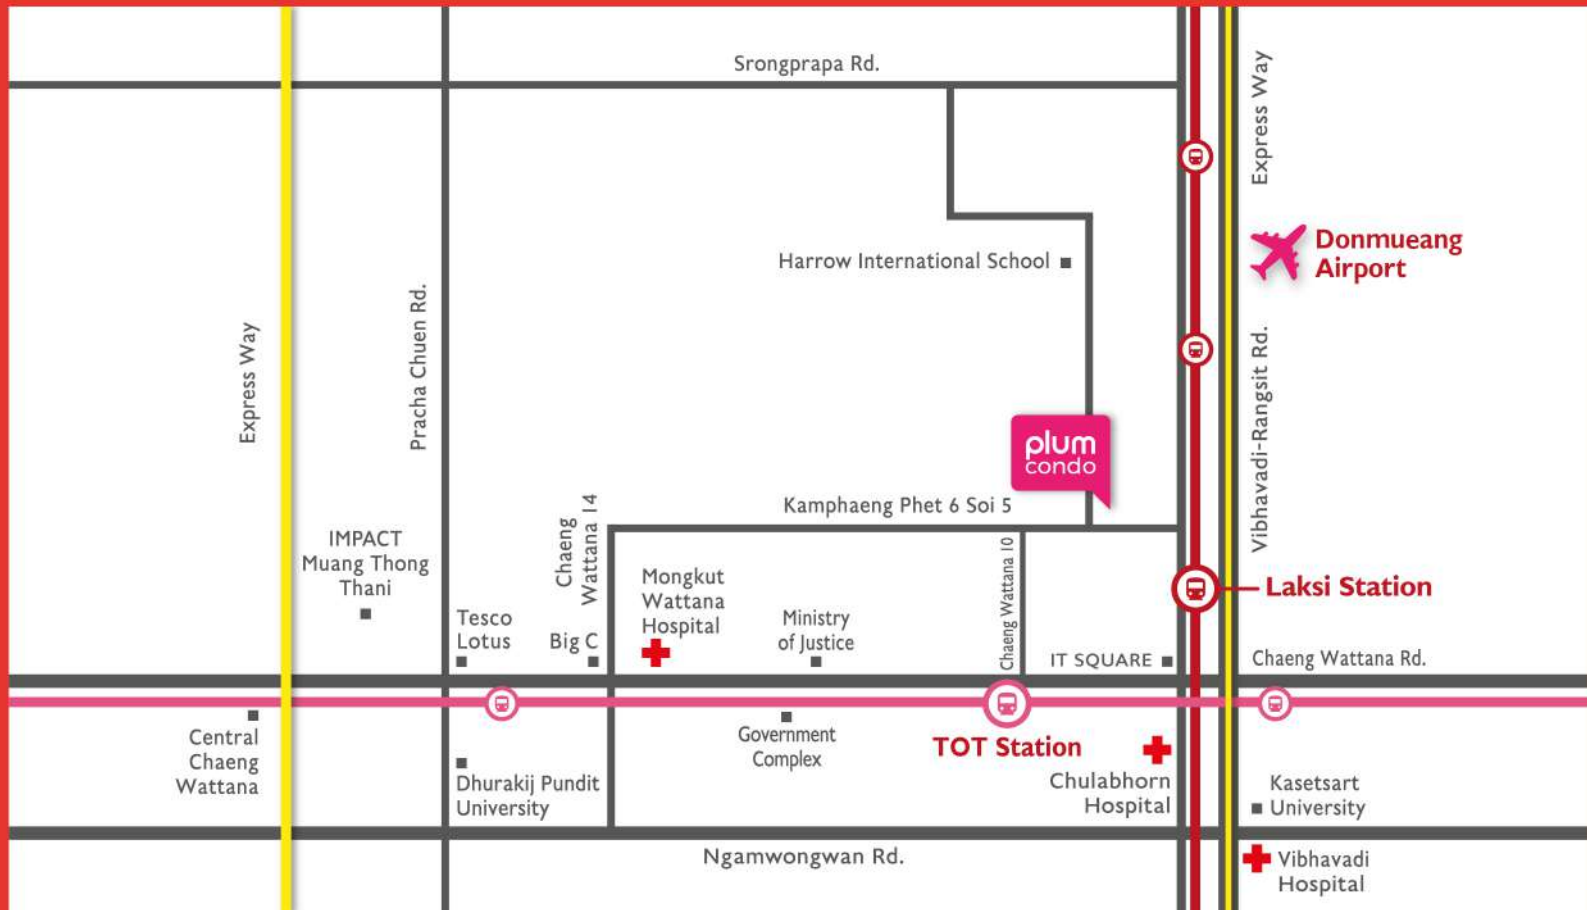 Srongprapa Rd.
Express Way
Donmueang
Airport
Harrow International School
Pracha Chuen Rd.
Express Way
Vibhavadi-Rangsit Rd.
plum
condo
Kamphaeng Phet 6 Soi 5
Chaeng
Wattana 14
IMPACT
Muang Thong
Thani
Mongkut
Wattana
Hospital
Chaeng Wattana 10
Laksi Station
Tesco
Lotus
Big C
Ministry
of Justice
IT SQUARE
Chaeng Wattana Rd.
Central
Chaeng
Wattana
Government
Complex
TOT Station
Dhurakij Pundit
University
Chulabhorn
Hospital
Kasetsart
University
Ngamwongwan Rd.
Vibhavadi
Hospital